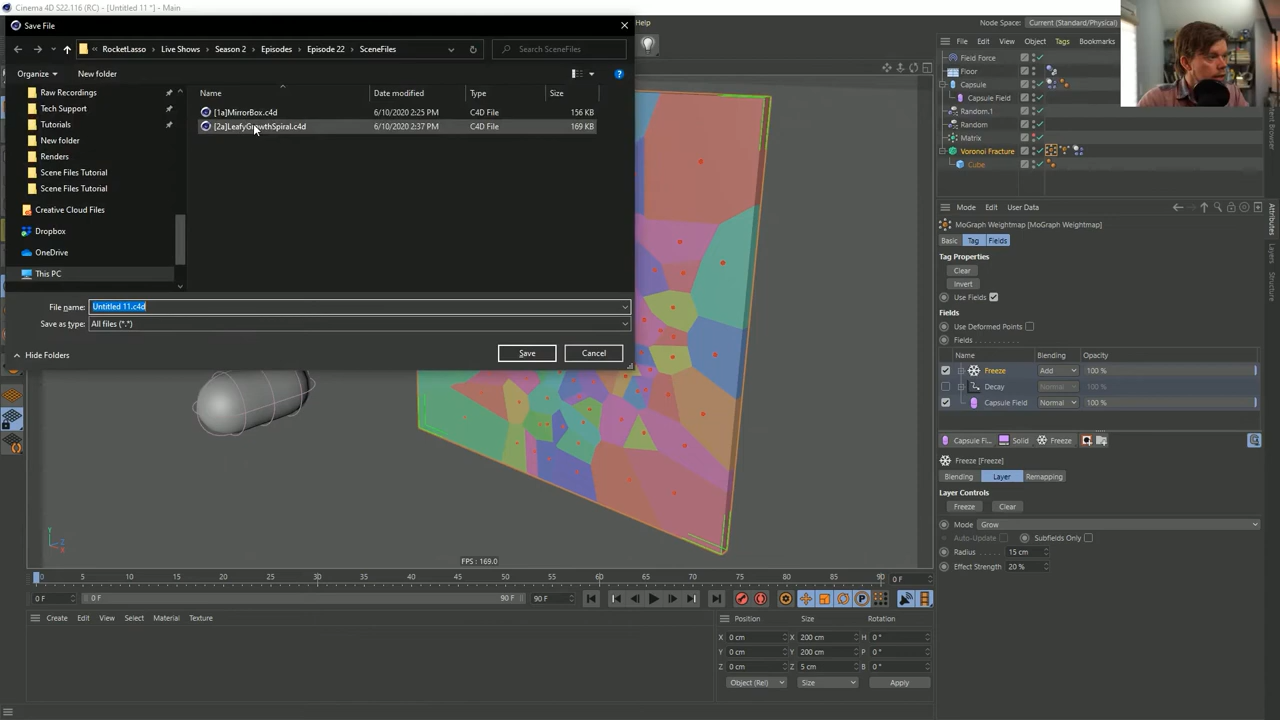 Cinema 4D S22.116 (RC) - [Untitled 11 *] - Main
Save File
Help
Node Space: Current (Standard/Physical)
RocketLasso > Live Shows > Season 2 > Episodes > Episode 22 > SceneFiles
Search SceneFiles
File Edit View Object Tags Bookmarks
Organize New folder
Name Date modified Type Size
Raw Recordings
Tech Support
Tutorials
New folder
Renders
Scene Files Tutorial
Scene Files Tutorial
Creative Cloud Files
Dropbox
OneDrive
This PC
[1a]MirrorBox.c4d 6/10/2020 2:25 PM C4D File 156 KB
[2a]LeafyGrowthSpiral.c4d 6/10/2020 2:37 PM C4D File 169 KB
File name: Untitled 11.c4d
Save as type: All files (*.*)
Hide Folders Save Cancel
Field Force
Floor
Capsule
Capsule Field
Random.1
Random
Matrix
Voronoi Fracture
Cube
Mode Edit User Data
MoGraph Weightmap [MoGraph Weightmap]
Basic Tag Fields
Tag Properties
Clear
Invert
Use Fields
Fields
Use Deformed Points
Fields
Name Blending Opacity
Freeze Add 100 %
Decay Normal 100 %
Capsule Field Normal 100 %
Capsule Fi... Solid Freeze
Freeze [Freeze]
Blending Layer Remapping
Layer Controls
Freeze Clear
Mode Grow
Auto-Update Subfields Only
Radius 15 cm
Effect Strength 20 %
Attributes
Layers
Structure
Y
X
FPS : 169.0
0 5 10 15 20 25 30 35 40 45 50 55 60 65 70 75 80 85 90 0 F
0 F 0 F 90 F 90 F
Create Edit View Select Material Texture
Position Size Rotation
X 0 cm X 200 cm H 0 °
Y 0 cm Y 200 cm P 0 °
Z 0 cm Z 5 cm B 0 °
Object (Rel) Size Apply